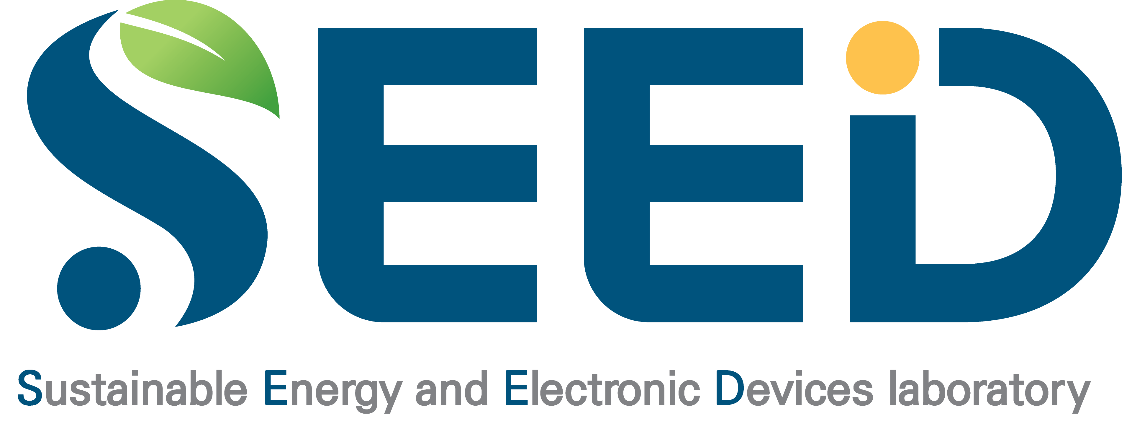 SEED
Sustainable Energy and Electronic Devices laboratory